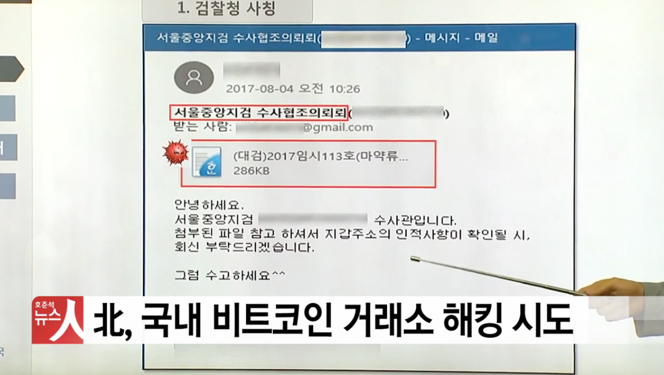 1. 검찰청 사칭
서울중앙지검 수사협조의뢰( ) - 메시지 - 메일
2017-08-04 오전 10:26
서울중앙지검 수사협조의뢰( )
받는 사람: @gmail.com
(대검)2017임시113호(마약류...
286KB
안녕하세요.
서울중앙지검 수사관입니다.
첨부된 파일 참고 하셔서 지갑주소의 인적사항이 확인될 시,
회신 부탁드리겠습니다.
그럼 수고하세요^^
호준석
뉴스人
北, 국내 비트코인 거래소 해킹 시도